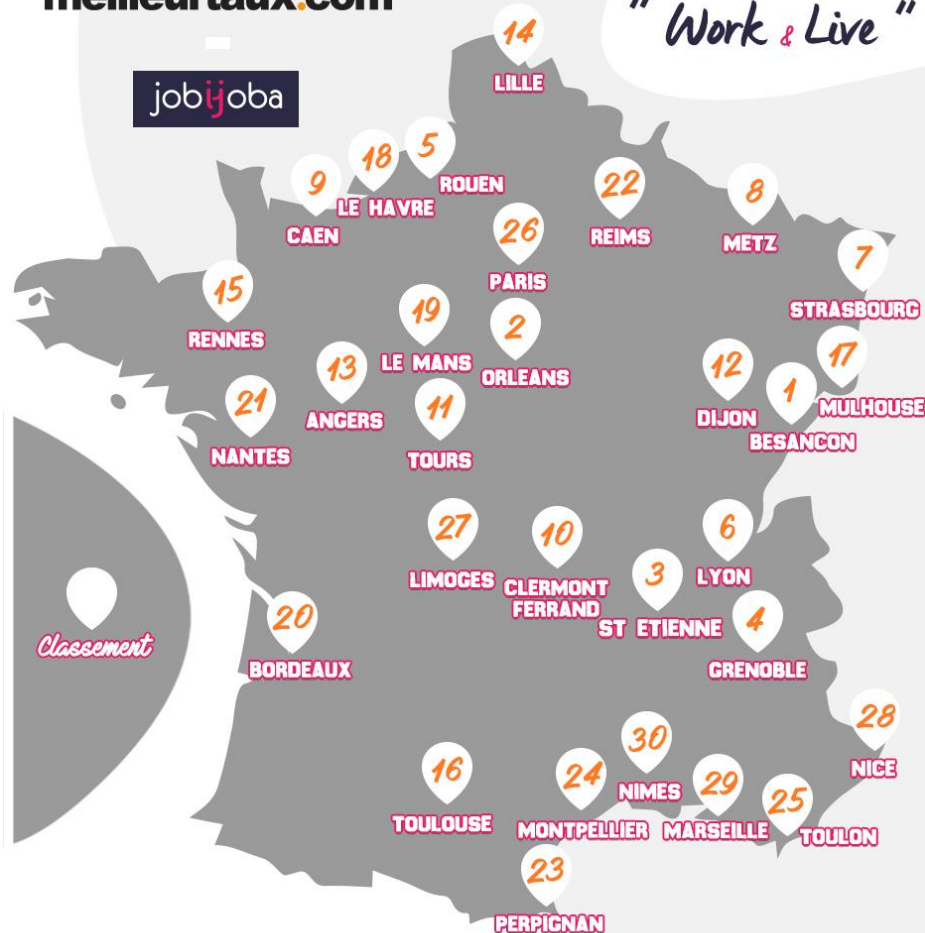 meilleurtaux.com
" Work & Live "
jobijoba
14
LILLE
5
ROUEN
18
LE HAVRE
9
CAEN
22
REIMS
8
METZ
26
PARIS
7
STRASBOURG
15
RENNES
19
LE MANS
2
ORLEANS
17
MULHOUSE
12
DIJON
1
BESANCON
13
ANGERS
21
NANTES
11
TOURS
27
LIMOGES
10
CLERMONT
FERRAND
6
LYON
3
ST ETIENNE
4
GRENOBLE
Classement
20
BORDEAUX
28
NICE
30
NIMES
16
TOULOUSE
24
MONTPELLIER
29
MARSEILLE
25
TOULON
23
PERPIGNAN